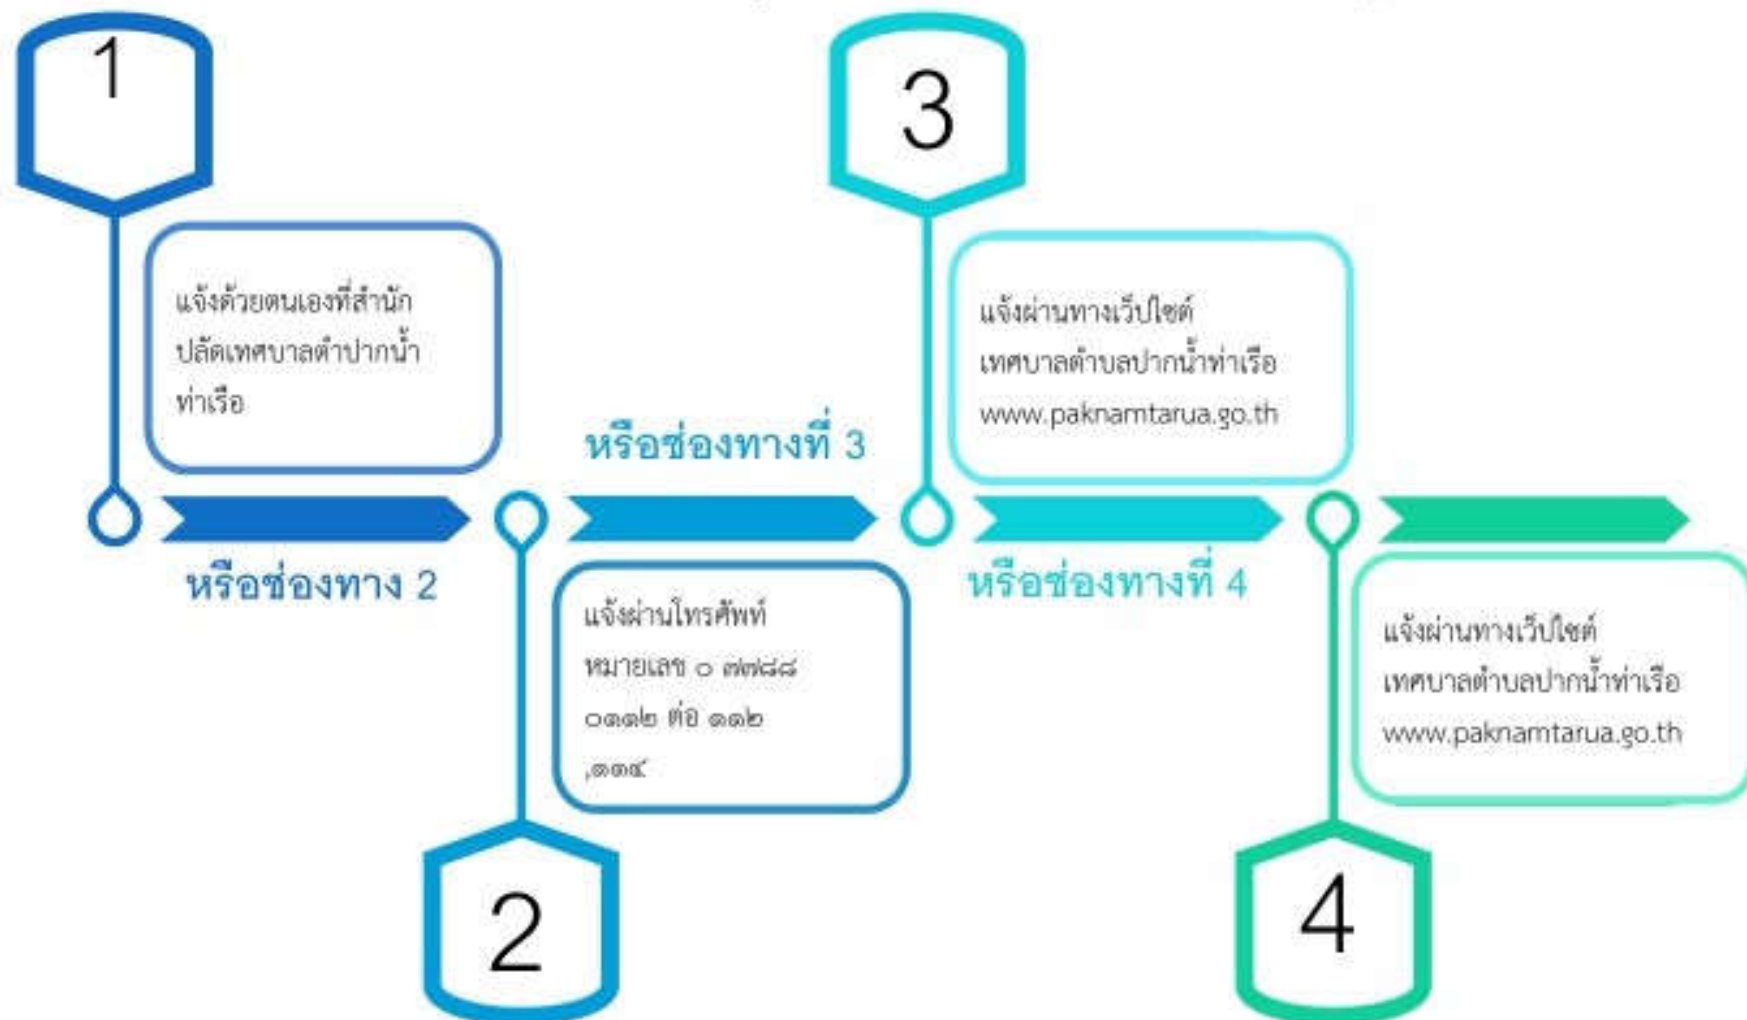 1
แจ้งด้วยตนเองที่สำนัก
ปลัดเทศบาลตำปากน้ำ
ท่าเรือ
หรือช่องทาง 2
2
แจ้งผ่านโทรศัพท์
หมายเลข ๐ ๗๗๘๘
๐๑๑๒ ต่อ ๑๑๒
,๑๑๔
หรือช่องทางที่ 3
3
แจ้งผ่านทางเว็ปไซต์
เทศบาลตำบลปากน้ำท่าเรือ
www.paknamtarua.go.th
หรือช่องทางที่ 4
4
แจ้งผ่านทางเว็ปไซต์
เทศบาลตำบลปากน้ำท่าเรือ
www.paknamtarua.go.th